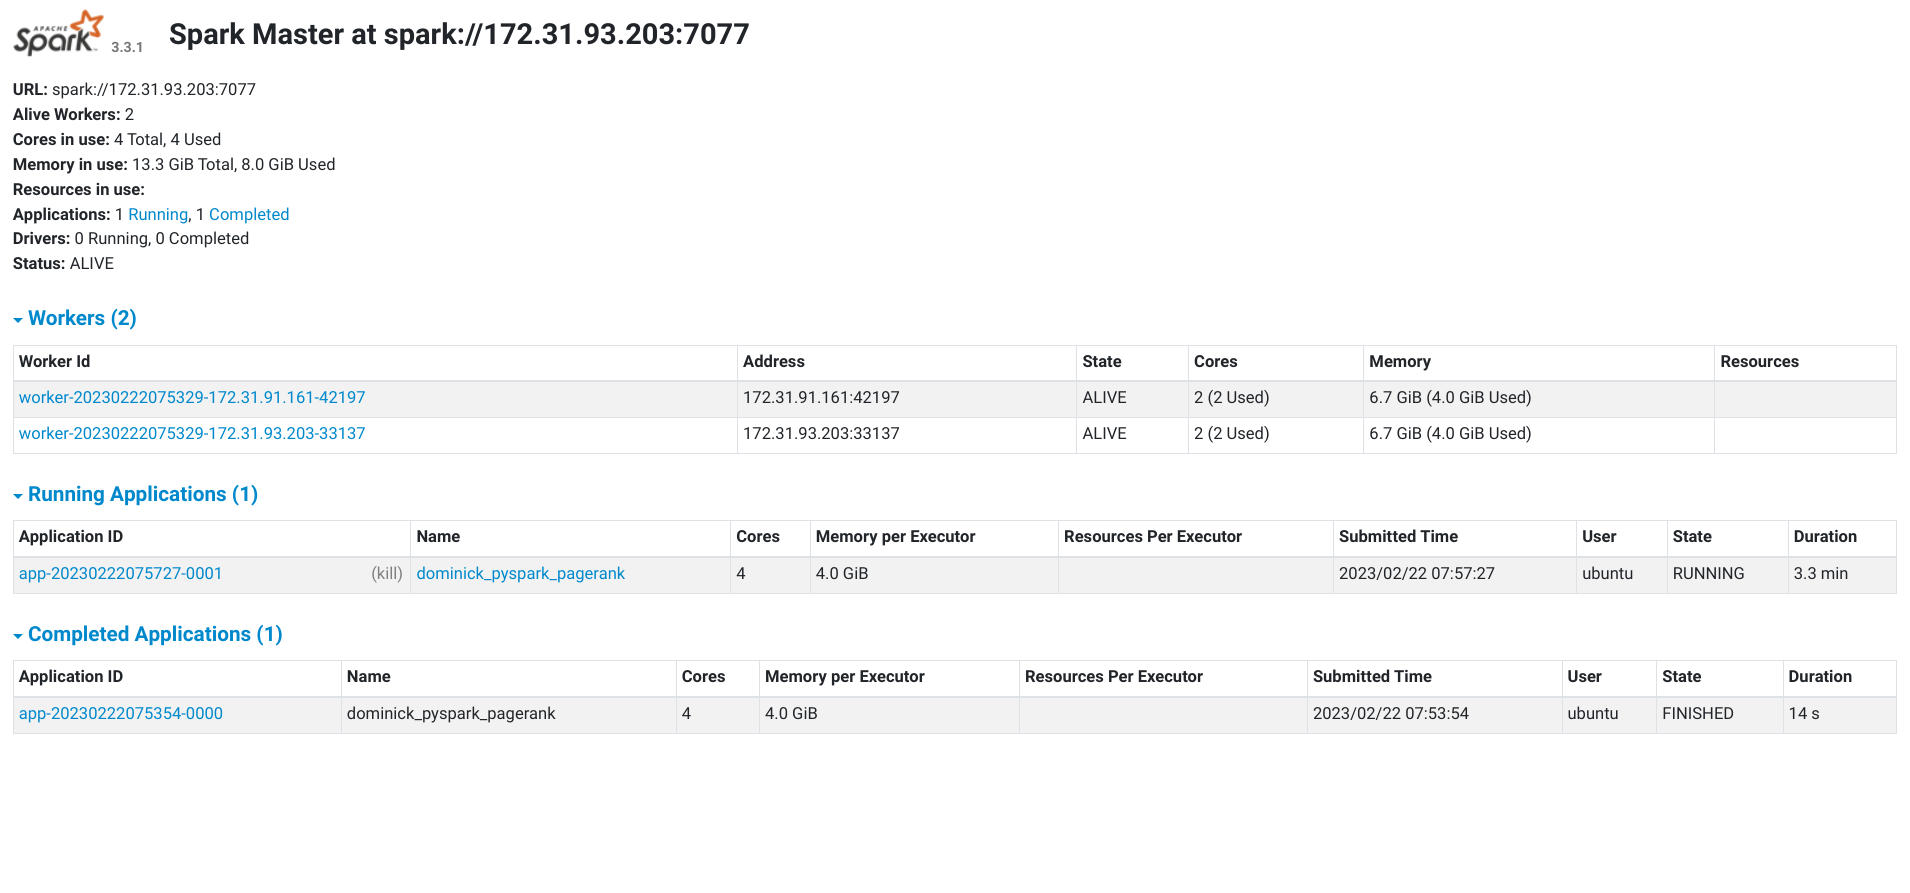 APACHE
Spark 3.3.1 Spark Master at spark://172.31.93.203:7077
URL: spark://172.31.93.203:7077
Alive Workers: 2
Cores in use: 4 Total, 4 Used
Memory in use: 13.3 GiB Total, 8.0 GiB Used
Resources in use:
Applications: 1 Running, 1 Completed
Drivers: 0 Running, 0 Completed
Status: ALIVE
Workers (2)
Worker Id Address State Cores Memory Resources
worker-20230222075329-172.31.91.161-42197 172.31.91.161:42197 ALIVE 2 (2 Used) 6.7 GiB (4.0 GiB Used)
worker-20230222075329-172.31.93.203-33137 172.31.93.203:33137 ALIVE 2 (2 Used) 6.7 GiB (4.0 GiB Used)
Running Applications (1)
Application ID Name Cores Memory per Executor Resources Per Executor Submitted Time User State Duration
app-20230222075727-0001 (kill) dominick_pyspark_pagerank 4 4.0 GiB 2023/02/22 07:57:27 ubuntu RUNNING 3.3 min
Completed Applications (1)
Application ID Name Cores Memory per Executor Resources Per Executor Submitted Time User State Duration
app-20230222075354-0000 dominick_pyspark_pagerank 4 4.0 GiB 2023/02/22 07:53:54 ubuntu FINISHED 14 s